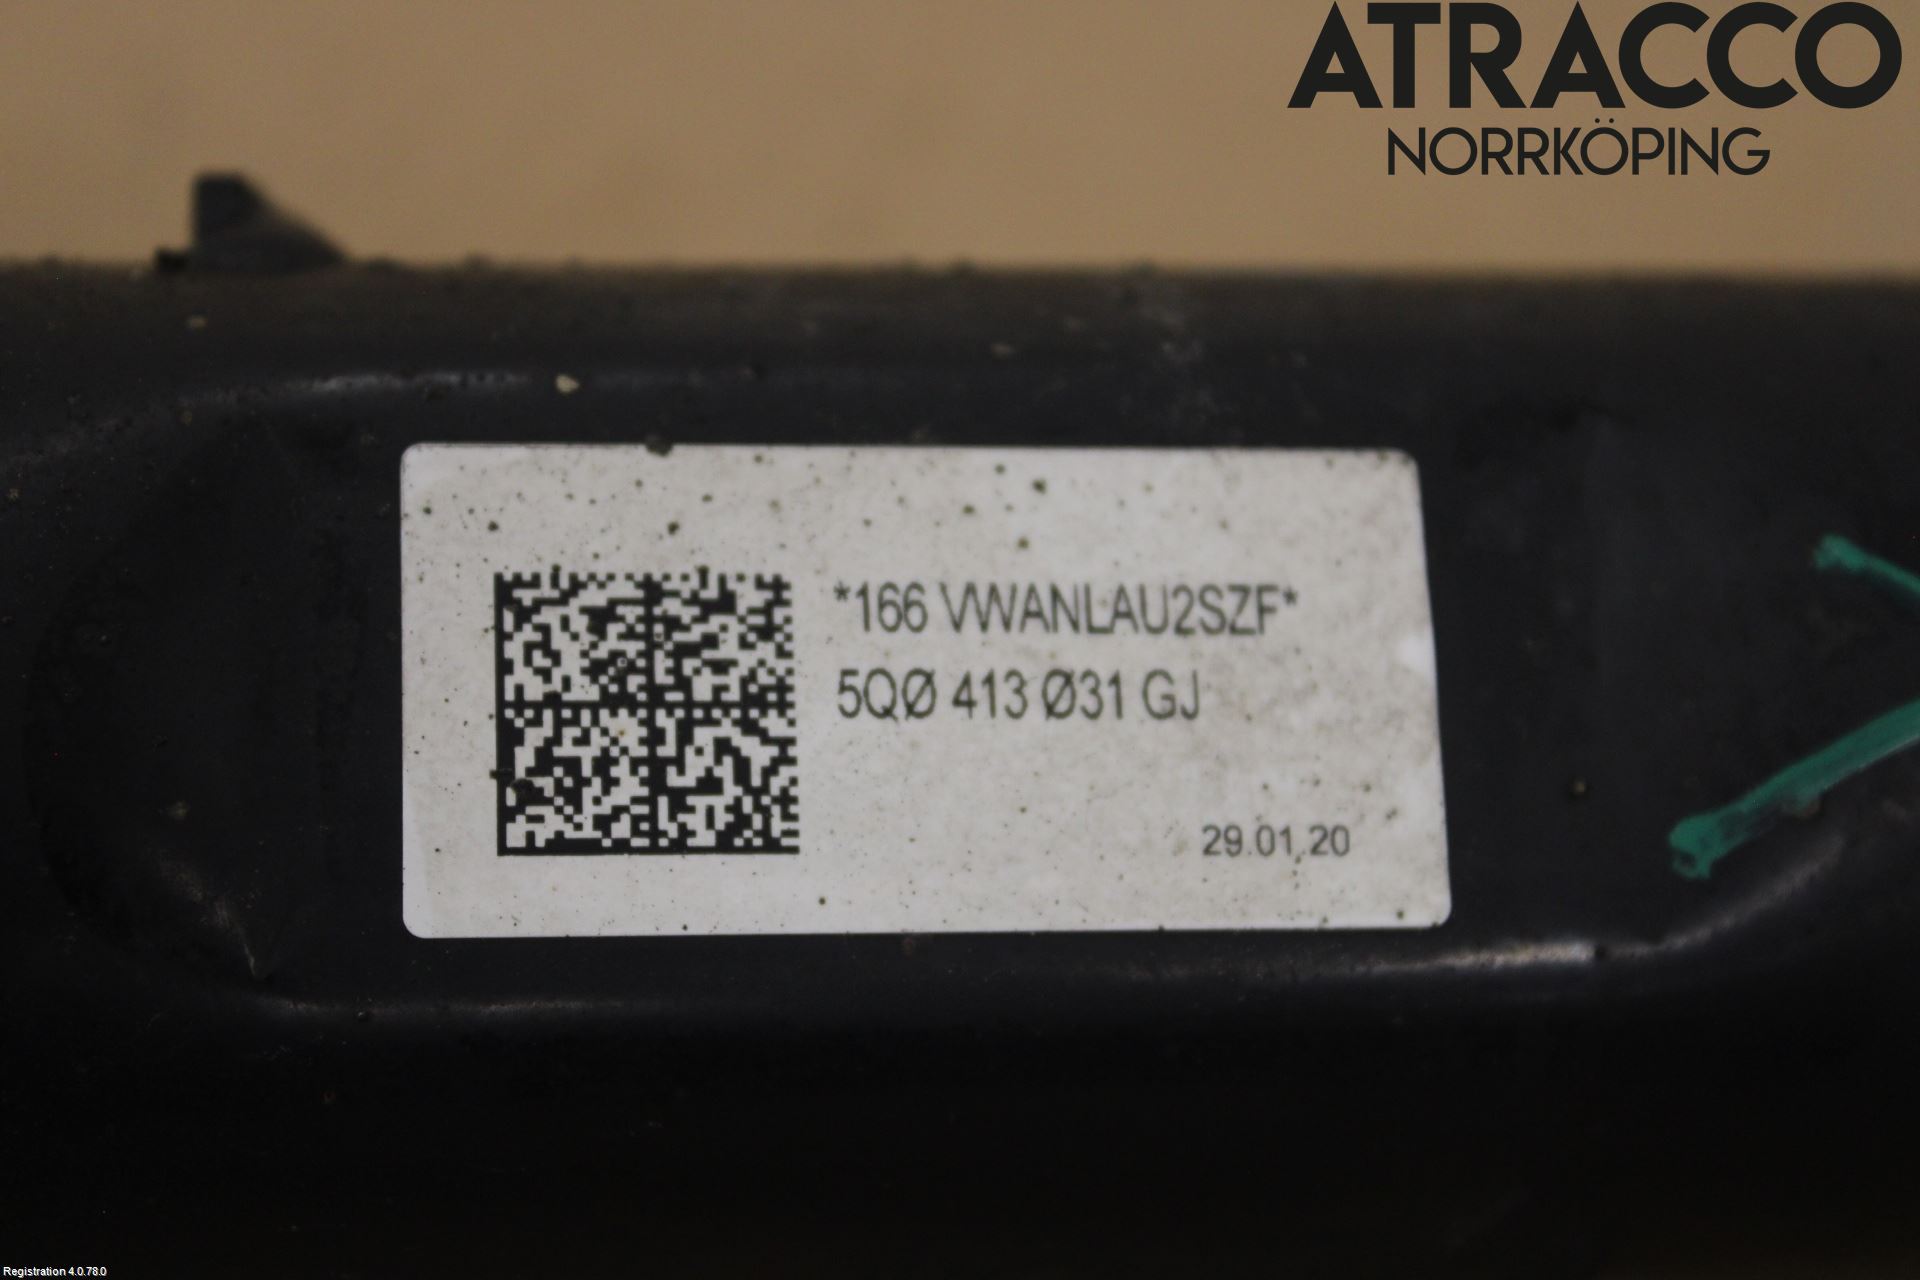 ATRACCO
NORRKÖPING
*166 VWANLAU2SZF*
5QØ 413 Ø31 GJ
29.01.20
Registration 4.0.78.0